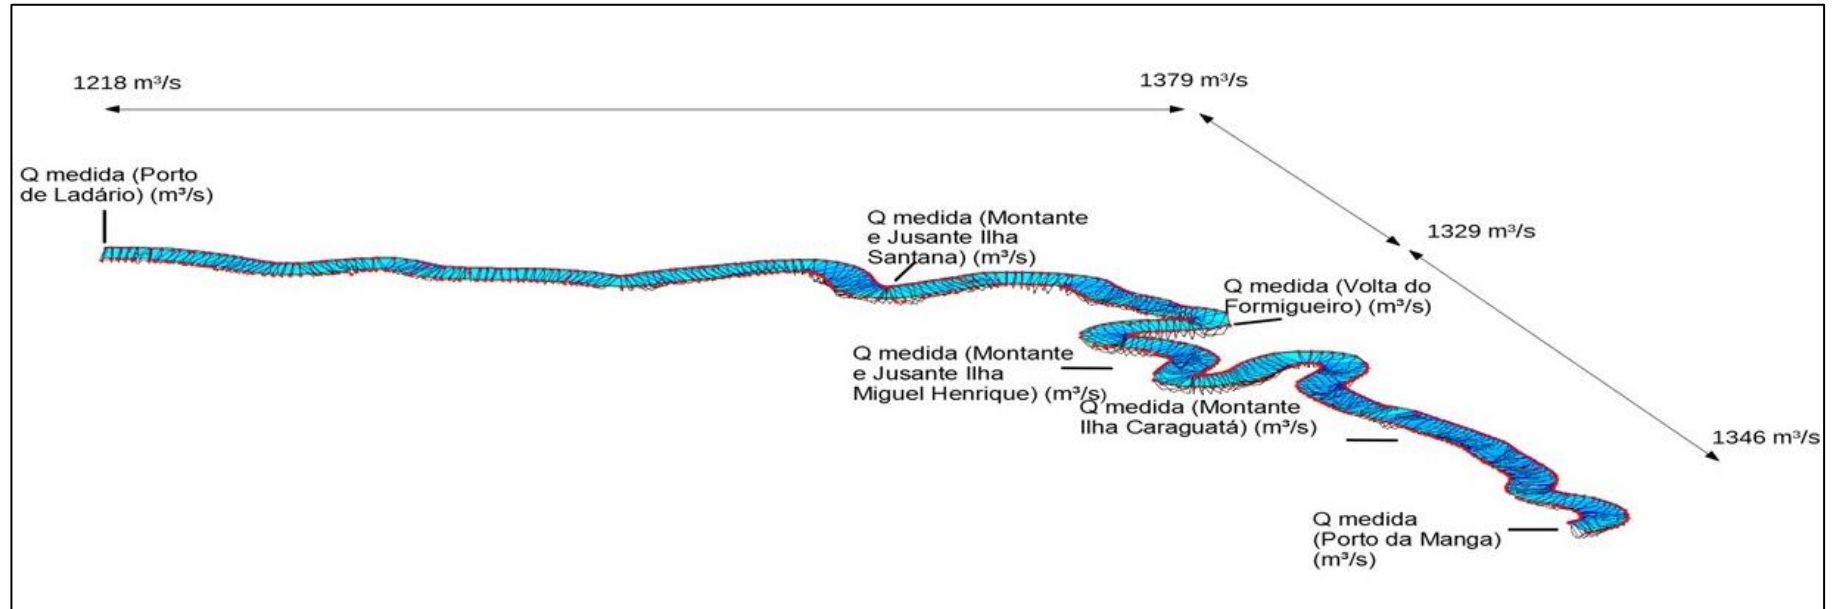 1218 m³/s
1379 m³/s
Q medida (Porto
de Ladário) (m³/s)
Q medida (Montante
e Jusante Ilha
Santana) (m³/s)
1329 m³/s
Q medida (Volta do
Formigueiro) (m³/s)
Q medida (Montante
e Jusante Ilha
Miguel Henrique) (m³/s)
Q medida (Montante
Ilha Caraguatá) (m³/s)
1346 m³/s
Q medida
(Porto da Manga)
(m³/s)